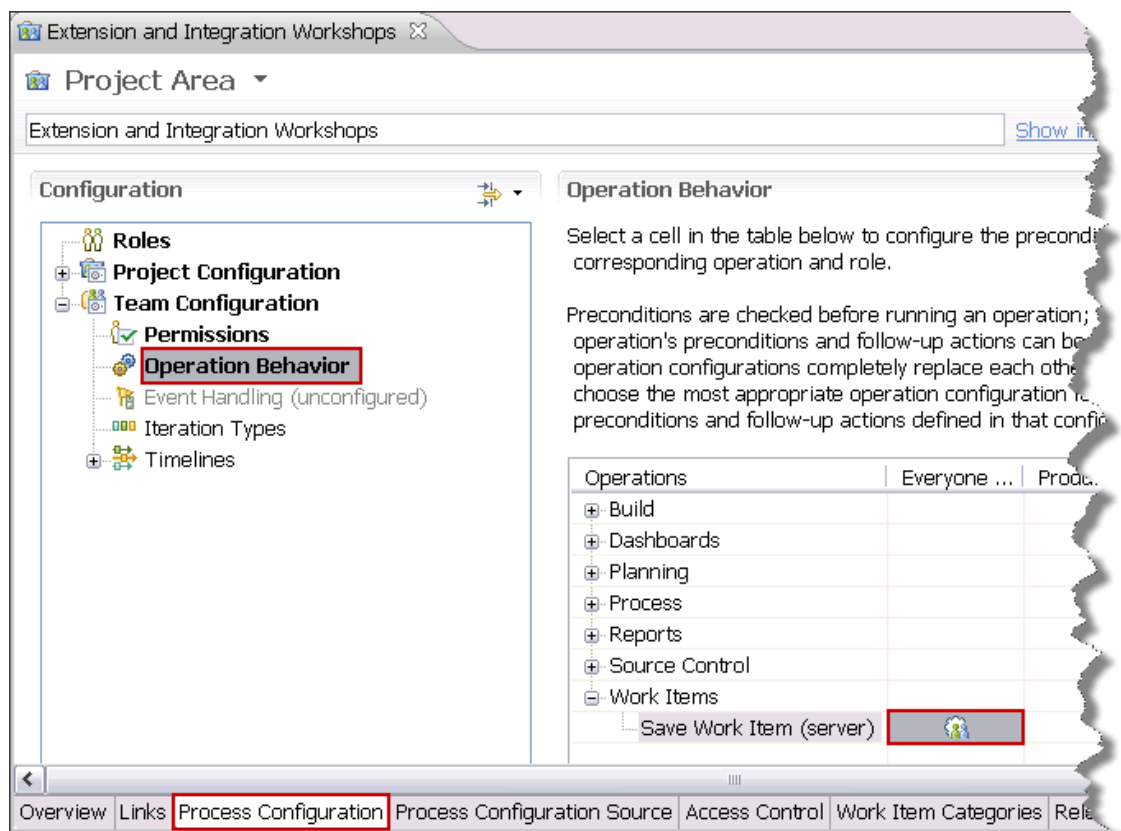 Extension and Integration Workshops
Project Area
Extension and Integration Workshops
Show in
Configuration
Roles
Project Configuration
Team Configuration
Permissions
Operation Behavior
Event Handling (unconfigured)
Iteration Types
Timelines
Operation Behavior
Select a cell in the table below to configure the precondi
corresponding operation and role.
Preconditions are checked before running an operation;
operation's preconditions and follow-up actions can be
operation configurations completely replace each othe
choose the most appropriate operation configuration
preconditions and follow-up actions defined in that config
Operations Everyone ... Produ
Build
Dashboards
Planning
Process
Reports
Source Control
Work Items
Save Work Item (server)
Overview Links Process Configuration Process Configuration Source Access Control Work Item Categories Rele